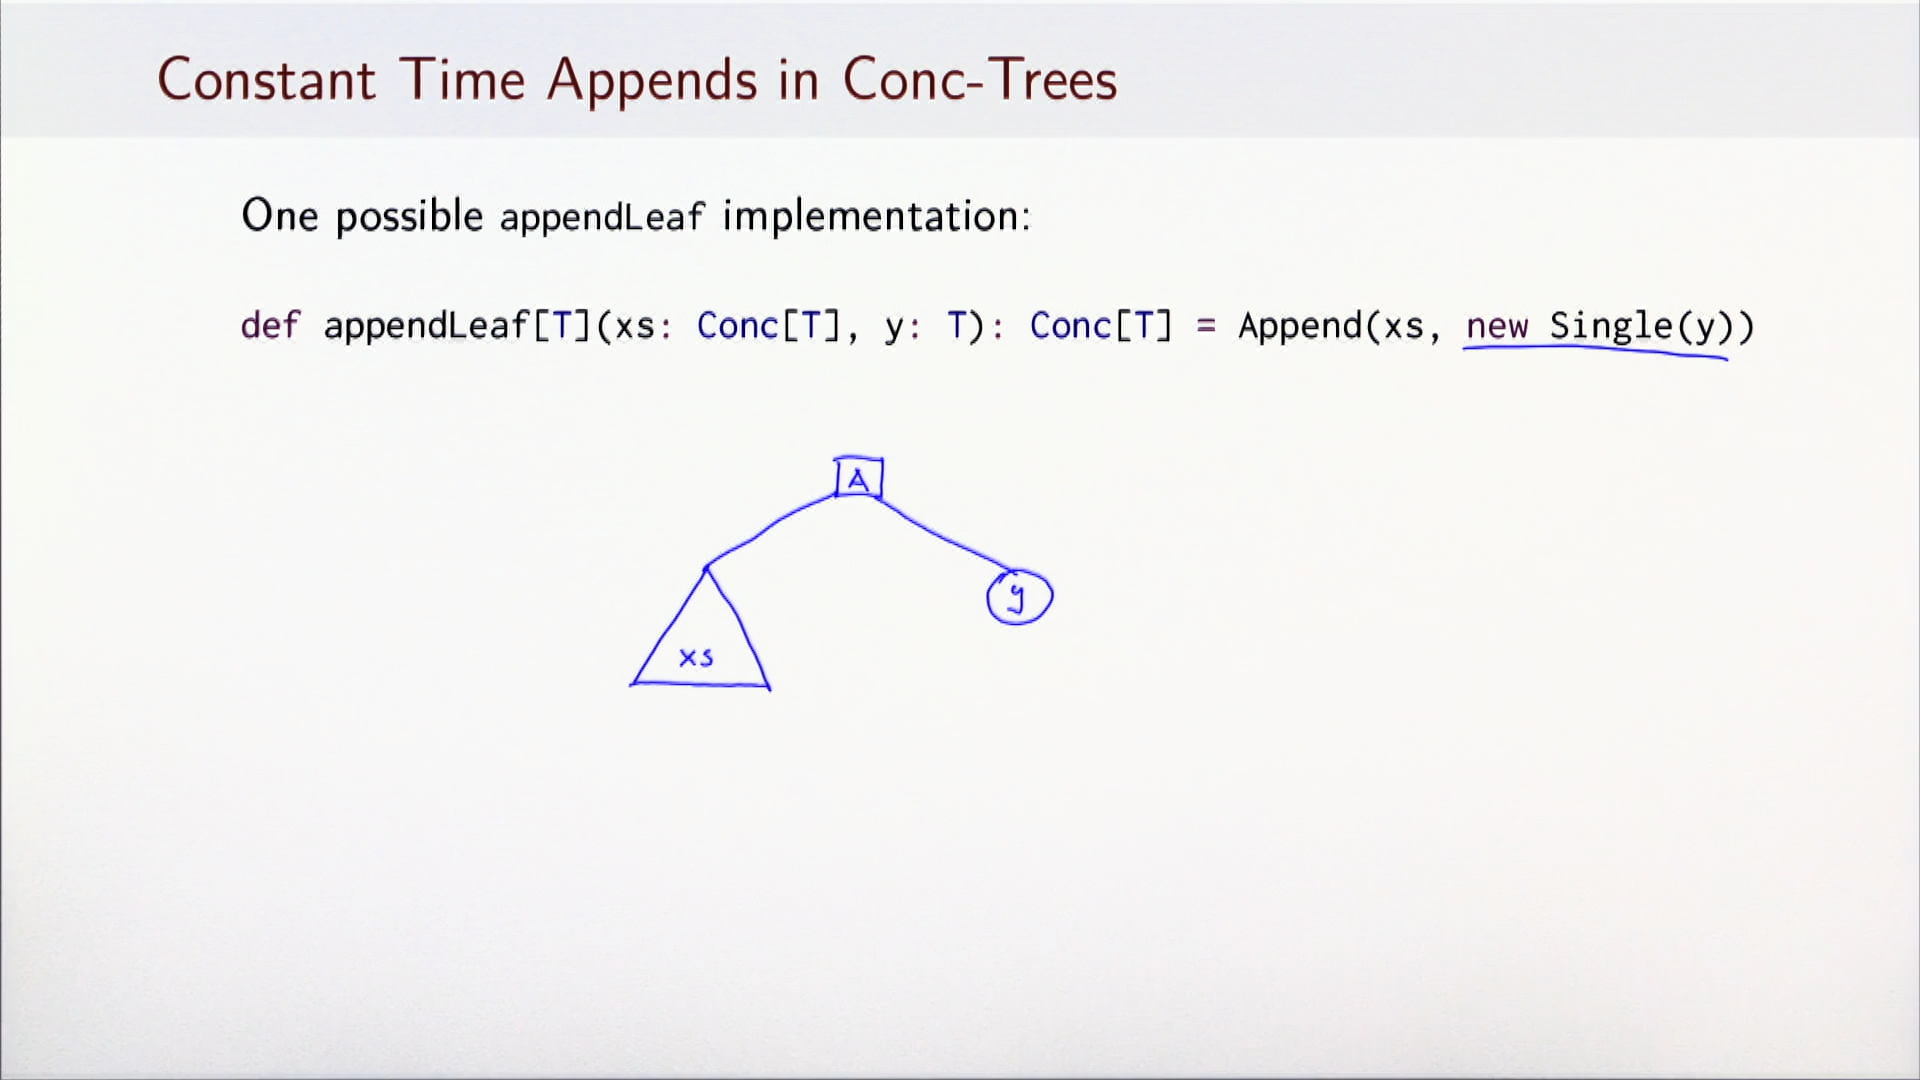 Constant Time Appends in Conc-Trees
One possible appendLeaf implementation:
def appendLeaf[T](xs: Conc[T], y: T): Conc[T] = Append(xs, new Single(y))
A
y
xs